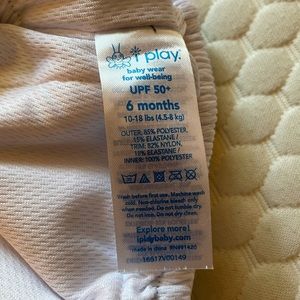 i play.
baby wear
for well-being
UPF 50+
6 months
10-18 lbs (4.5-8 kg)
OUTER: 85% POLYESTER,
15% ELASTANE /
TRIM: 82% NYLON,
18% ELASTANE /
INNER: 100% POLYESTER
Wash before first use. Machine wash
cold. Non-chlorine bleach only
when needed. Do not tumble dry.
Do not iron. Do not dry clean.
Explore more!
iplaybaby.com
made in china RN#91420
16617V00149